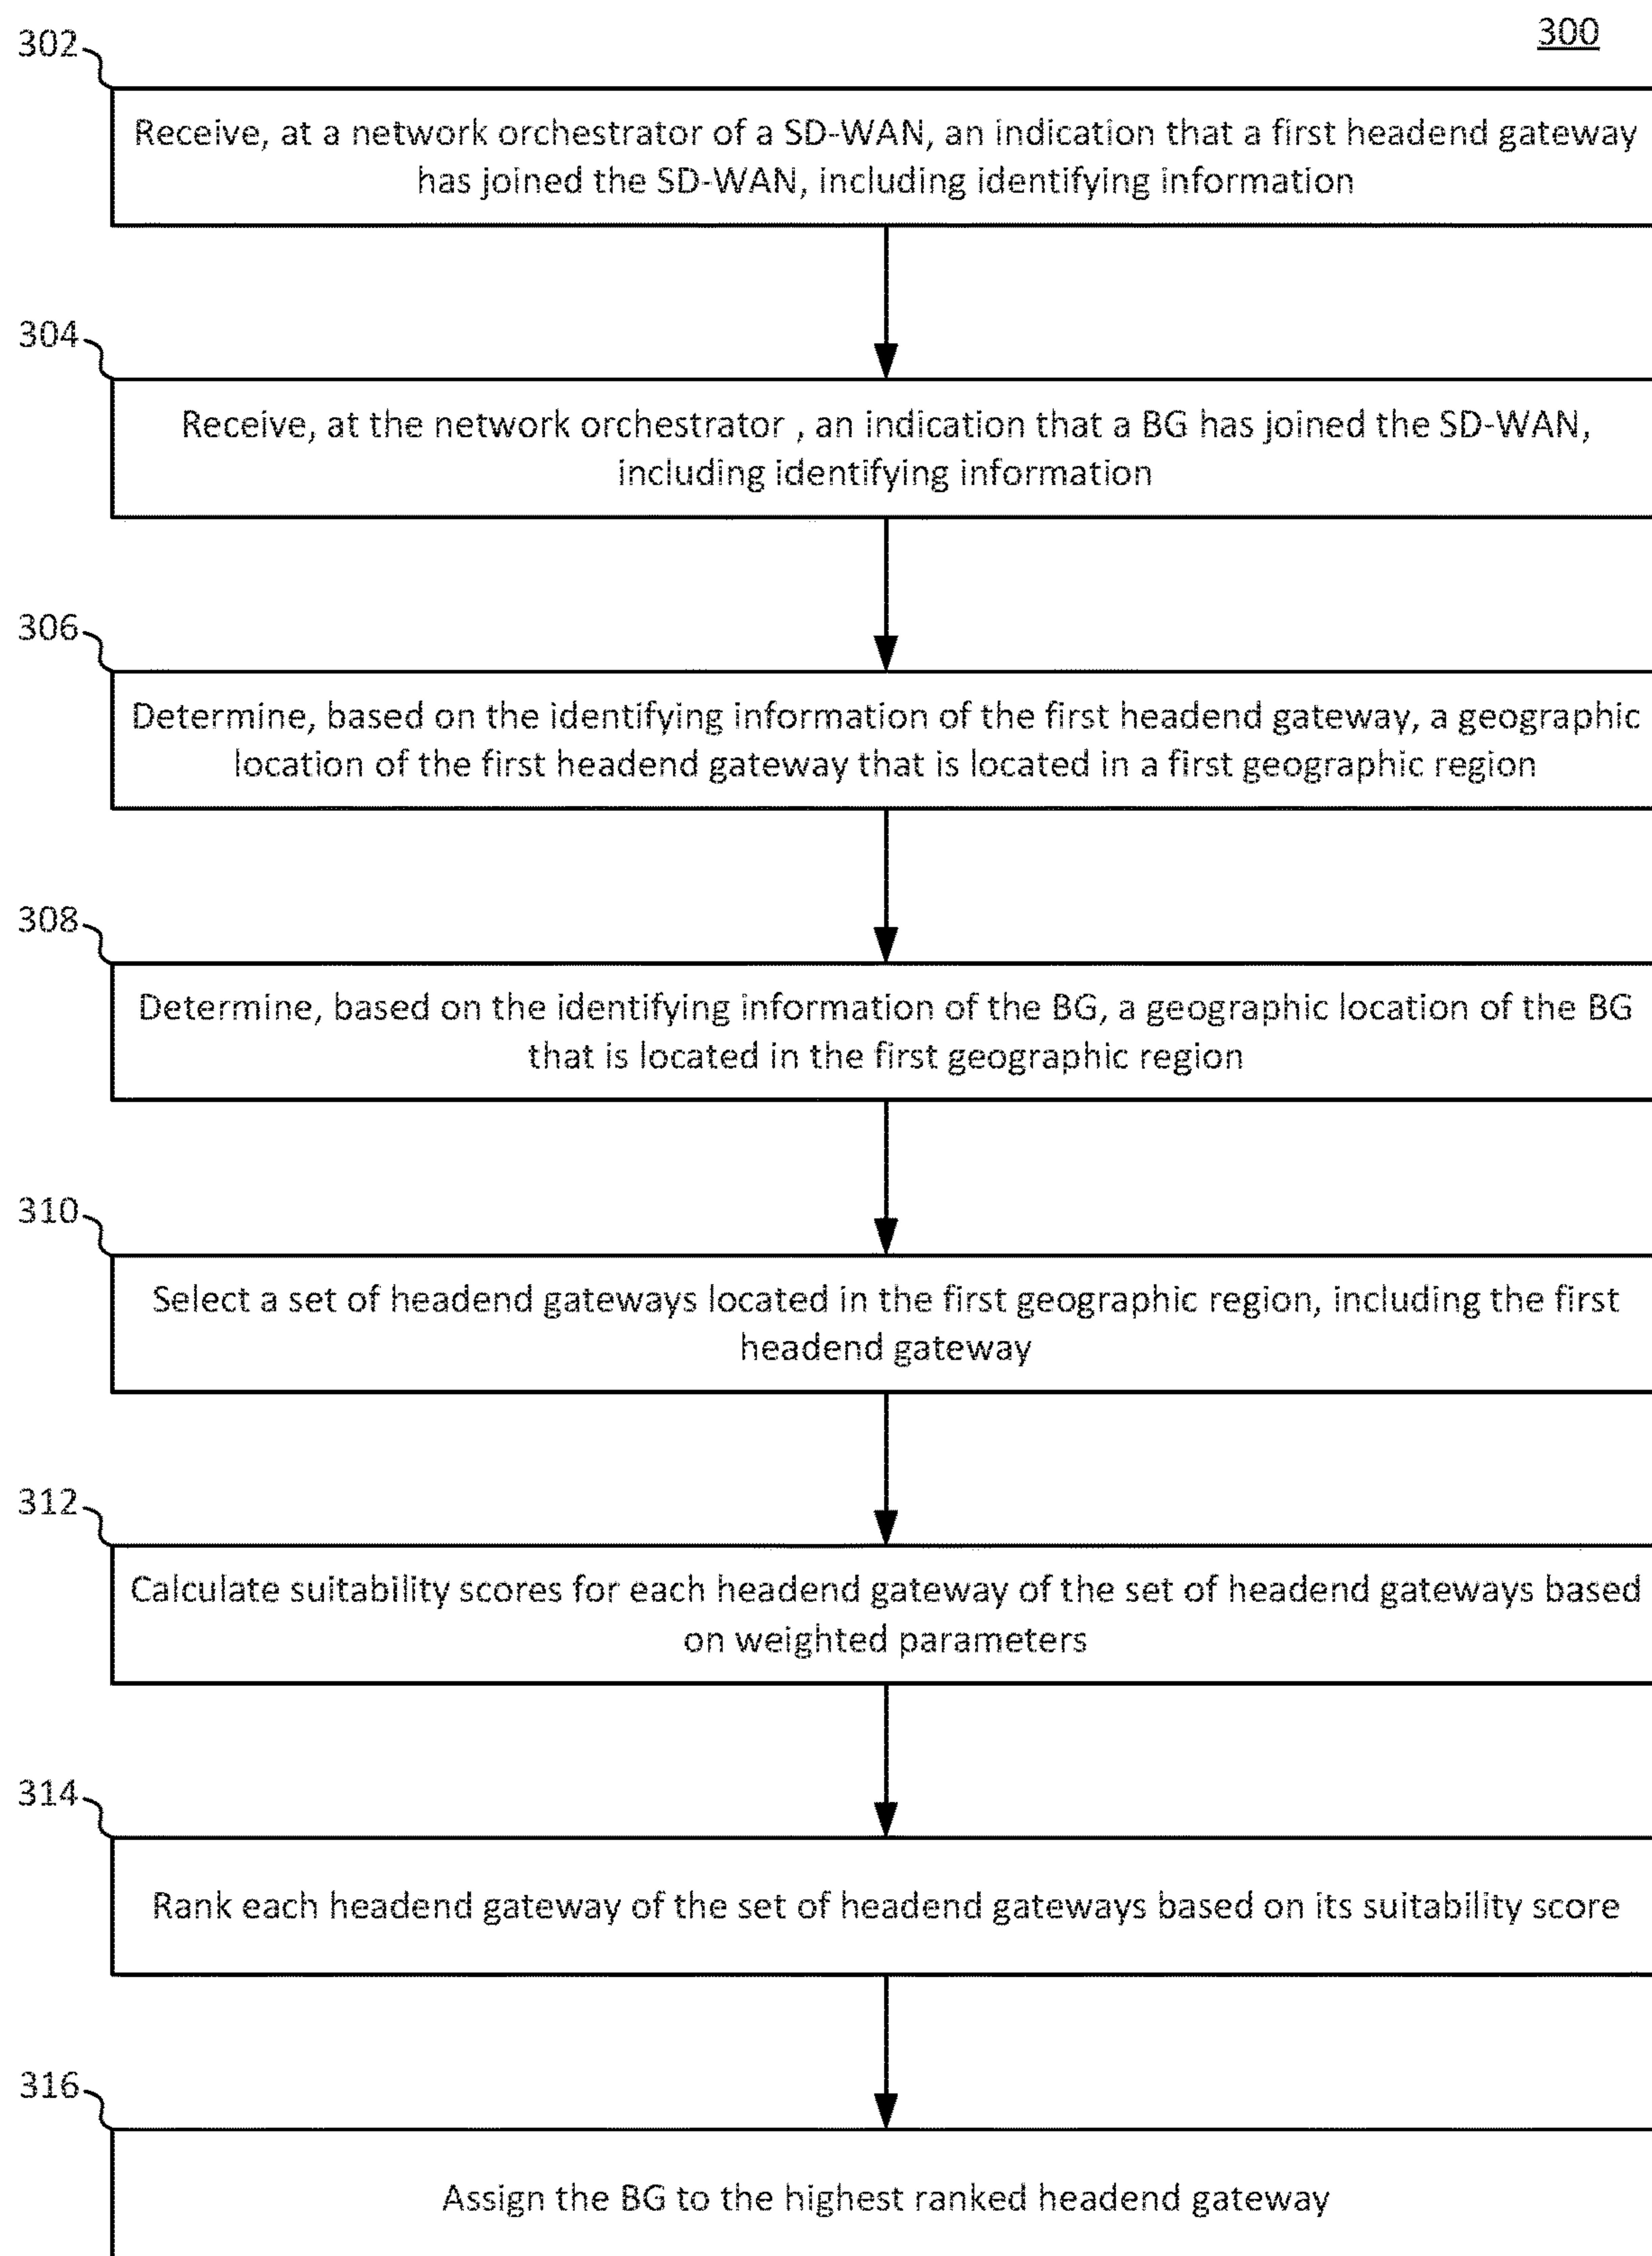 300
302
Receive, at a network orchestrator of a SD-WAN, an indication that a first headend gateway
has joined the SD-WAN, including identifying information
304
Receive, at the network orchestrator , an indication that a BG has joined the SD-WAN,
including identifying information
306
Determine, based on the identifying information of the first headend gateway, a geographic
location of the first headend gateway that is located in a first geographic region
308
Determine, based on the identifying information of the BG, a geographic location of the BG
that is located in the first geographic region
310
Select a set of headend gateways located in the first geographic region, including the first
headend gateway
312
Calculate suitability scores for each headend gateway of the set of headend gateways based
on weighted parameters
314
Rank each headend gateway of the set of headend gateways based on its suitability score
316
Assign the BG to the highest ranked headend gateway